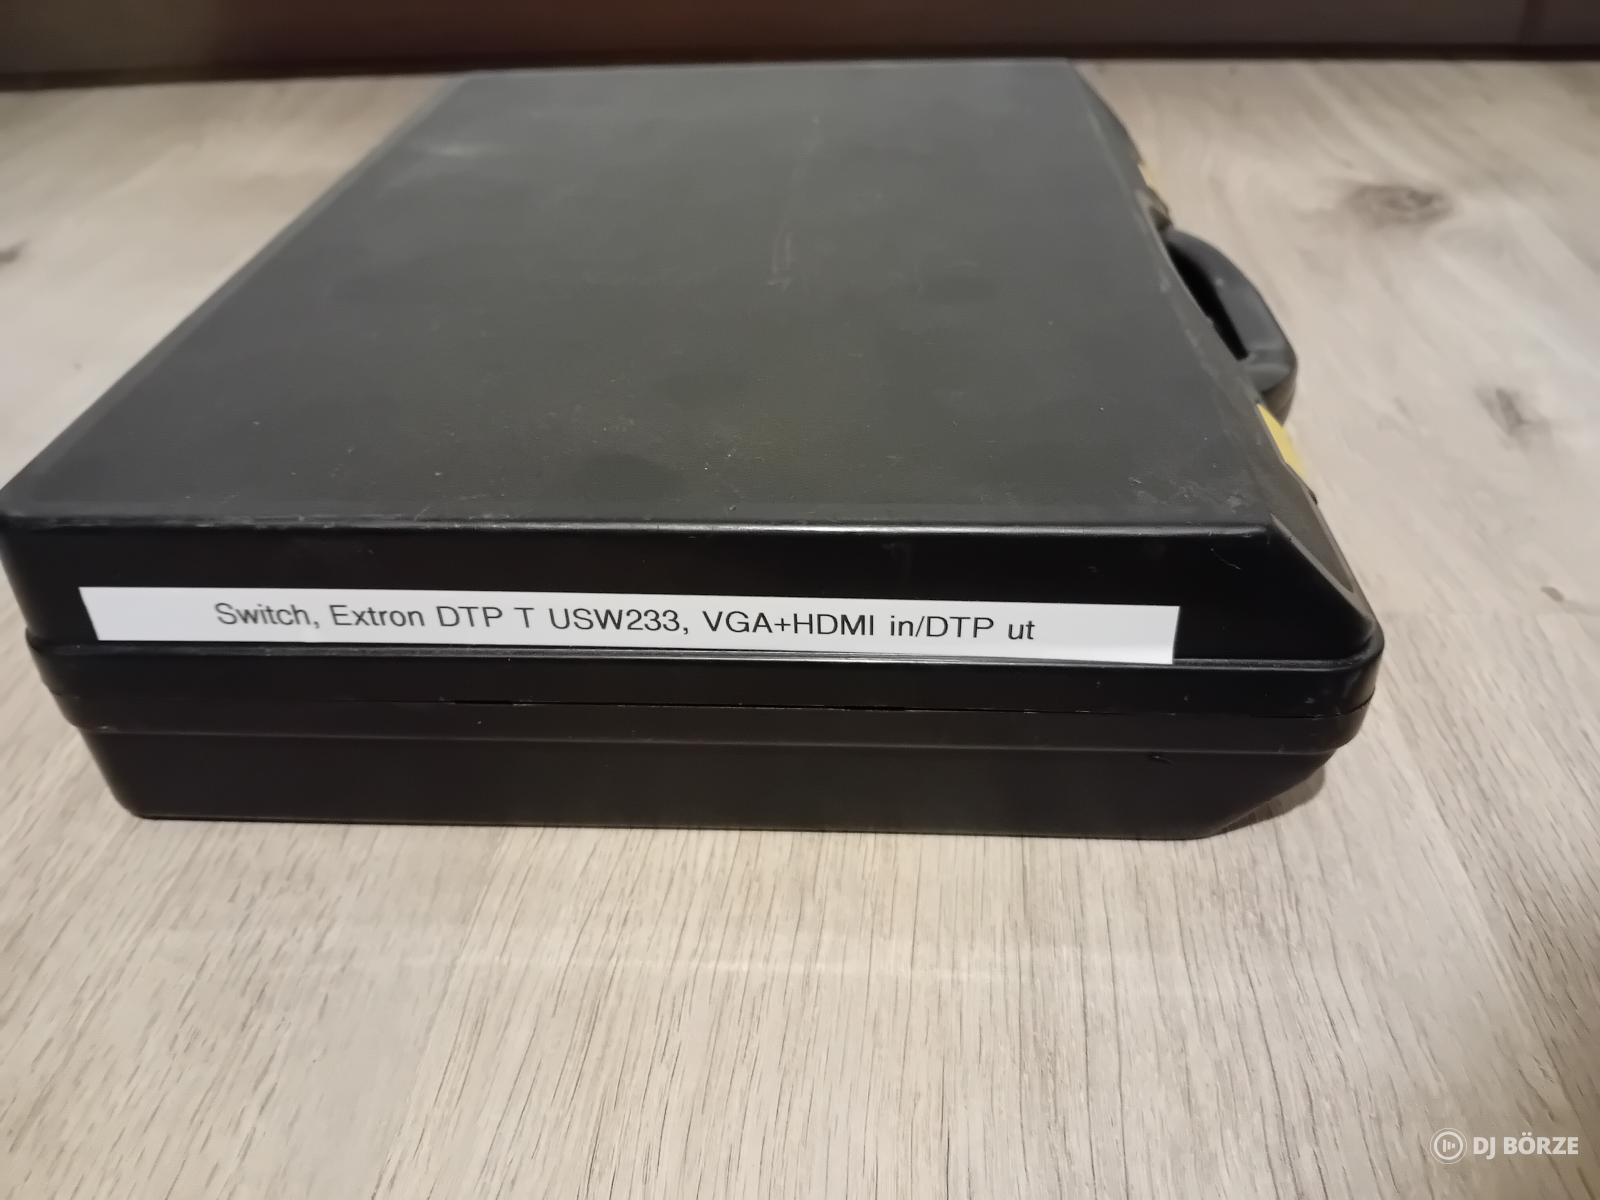 Switch, Extron DTP T USW233, VGA+HDMI in/DTP ut
DJ BÖRZE